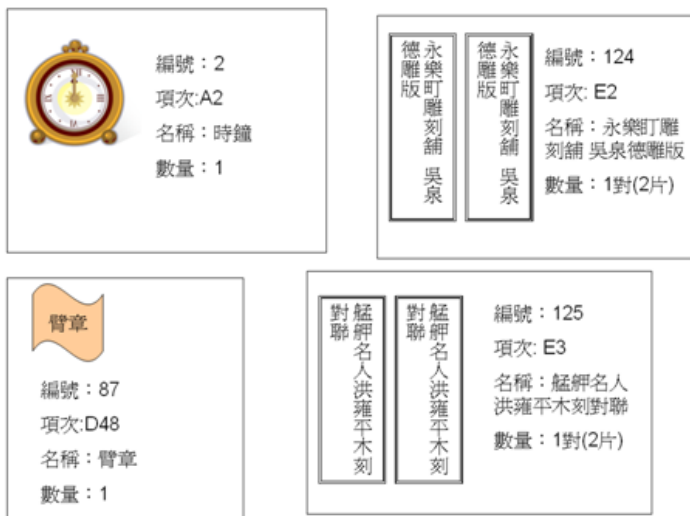 編號：2
項次:A2
名稱：時鐘
數量：1
永樂町雕刻舖 吳泉
德雕版
永樂町雕刻舖 吳泉
德雕版
編號：124
項次: E2
名稱：永樂町雕
刻舖 吳泉德雕版
數量：1對(2片)
臂章
編號：87
項次:D48
名稱：臂章
數量：1
艋舺名人洪雍平木刻
對聯
艋舺名人洪雍平木刻
對聯
編號：125
項次: E3
名稱：艋舺名人
洪雍平木刻對聯
數量：1對(2片)